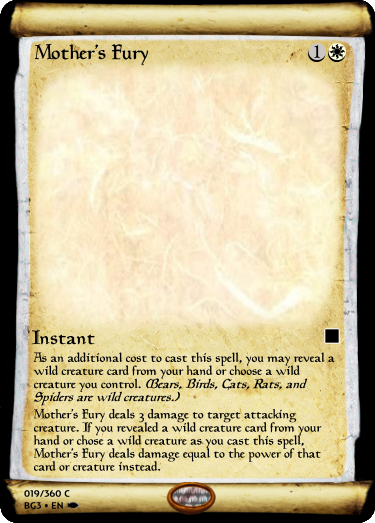 Mother's Fury 1
Instant
As an additional cost to cast this spell, you may reveal a
wild creature card from your hand or choose a wild
creature you control. (Bears, Birds, Cats, Rats, and
Spiders are wild creatures.)
Mother's Fury deals 3 damage to target attacking
creature. If you revealed a wild creature card from your
hand or chose a wild creature as you cast this spell,
Mother's Fury deals damage equal to the power of that
card or creature instead.
019/360 C
BG3 • EN